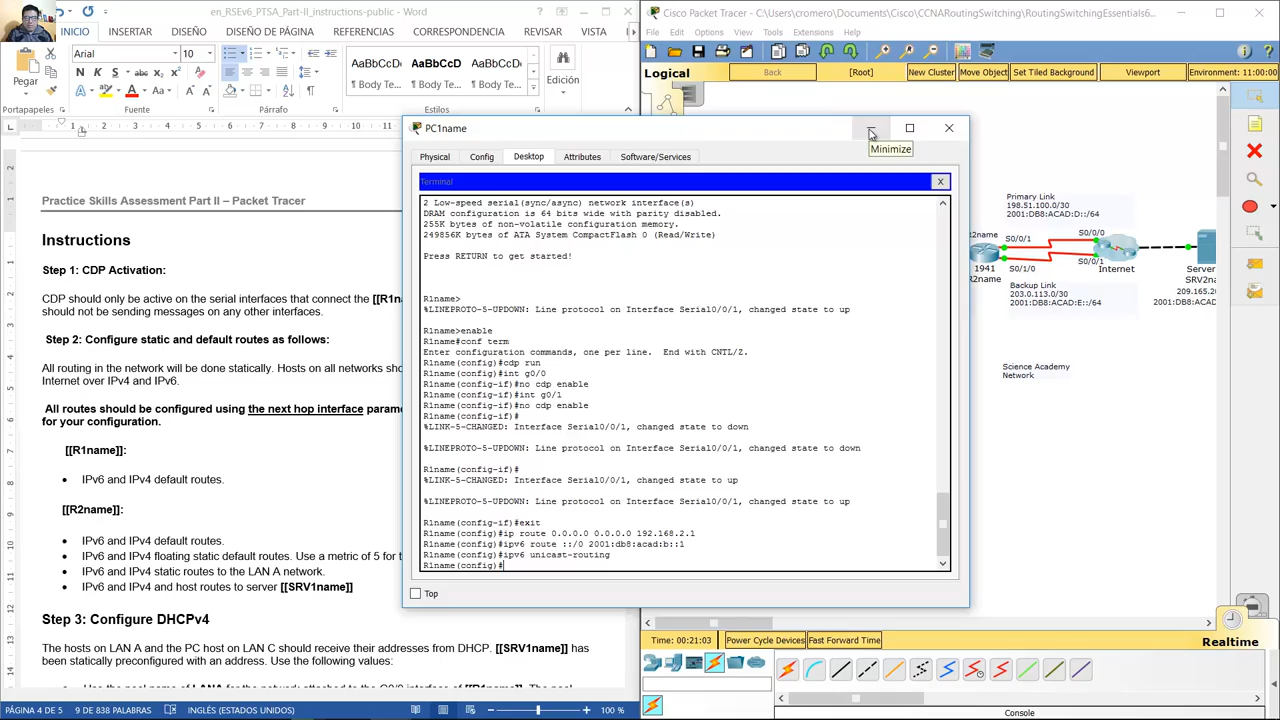 en_RSEv6_PTSA_Part-II_instructions-public - Word
INICIO
INSERTAR
DISEÑO
DISEÑO DE PÁGINA
REFERENCIAS
CORRESPONDENCIA
REVISAR
VISTA
Pegar
Arial
10
N K S abc x₂ x²
AaBbCcD
AaBbCcD
AaBbCcD
¶ Body Te...
¶ Body T...
¶ Body Te...
Edición
Portapapeles
Fuente
Párrafo
Estilos
Practice Skills Assessment Part II – Packet Tracer
Instructions
Step 1: CDP Activation:
CDP should only be active on the serial interfaces that connect the [[R1na
should not be sending messages on any other interfaces.
Step 2: Configure static and default routes as follows:
All routing in the network will be done statically. Hosts on all networks sho
Internet over IPv4 and IPv6.
All routes should be configured using the next hop interface param
for your configuration.
[[R1name]]:
• IPv6 and IPv4 default routes.
[[R2name]]:
• IPv6 and IPv4 default routes.
• IPv6 and IPv4 floating static default routes. Use a metric of 5 for t
• IPv6 and IPv4 static routes to the LAN A network.
• IPv6 and IPv4 and host routes to server [[SRV1name]]
Step 3: Configure DHCPv4
The hosts on LAN A and the PC host on LAN C should receive their addresses from DHCP. [[SRV1name]] has
been statically preconfigured with an address. Use the following values:
PÁGINA 4 DE 5
9 DE 838 PALABRAS
INGLÉS (ESTADOS UNIDOS)
100 %
PC1name
Minimize
Physical
Config
Desktop
Attributes
Software/Services
Terminal
X
2 Low-speed serial(sync/async) network interface(s)
DRAM configuration is 64 bits wide with parity disabled.
255K bytes of non-volatile configuration memory.
249856K bytes of ATA System CompactFlash 0 (Read/Write)
Press RETURN to get started!
R1name>
%LINEPROTO-5-UPDOWN: Line protocol on Interface Serial0/0/1, changed state to up
R1name>enable
R1name#conf term
Enter configuration commands, one per line.  End with CNTL/Z.
R1name(config)#cdp run
R1name(config)#int g0/0
R1name(config-if)#no cdp enable
R1name(config-if)#int g0/1
R1name(config-if)#no cdp enable
R1name(config-if)#
%LINK-5-CHANGED: Interface Serial0/0/1, changed state to down
%LINEPROTO-5-UPDOWN: Line protocol on Interface Serial0/0/1, changed state to down
R1name(config-if)#
%LINK-5-CHANGED: Interface Serial0/0/1, changed state to up
%LINEPROTO-5-UPDOWN: Line protocol on Interface Serial0/0/1, changed state to up
R1name(config-if)#exit
R1name(config)#ip route 0.0.0.0 0.0.0.0 192.168.2.1
R1name(config)#ipv6 route ::/0 2001:db8:acad:b::1
R1name(config)#ipv6 unicast-routing
R1name(config)#
Top
Cisco Packet Tracer - C:\Users\cromero\Documents\Cisco\CCNARoutingSwitching\RoutingSwitchingEssentials6...
File Edit Options View Tools Extensions Help
Logical
Back
[Root]
New Cluster
Move Object
Set Tiled Background
Viewport
Environment: 11:00:00
Primary Link
198.51.100.0/30
2001:DB8:ACAD:D::/64
R2name
S0/0/1
S0/0/0
1941
R2name
S0/1/0
S0/0/1
Internet
Server
SRV2na
209.165.20
2001:DB8
Backup Link
203.0.113.0/30
2001:DB8:ACAD:E::/64
Science Academy
Network
Time: 00:21:03
Power Cycle Devices
Fast Forward Time
Realtime
Console